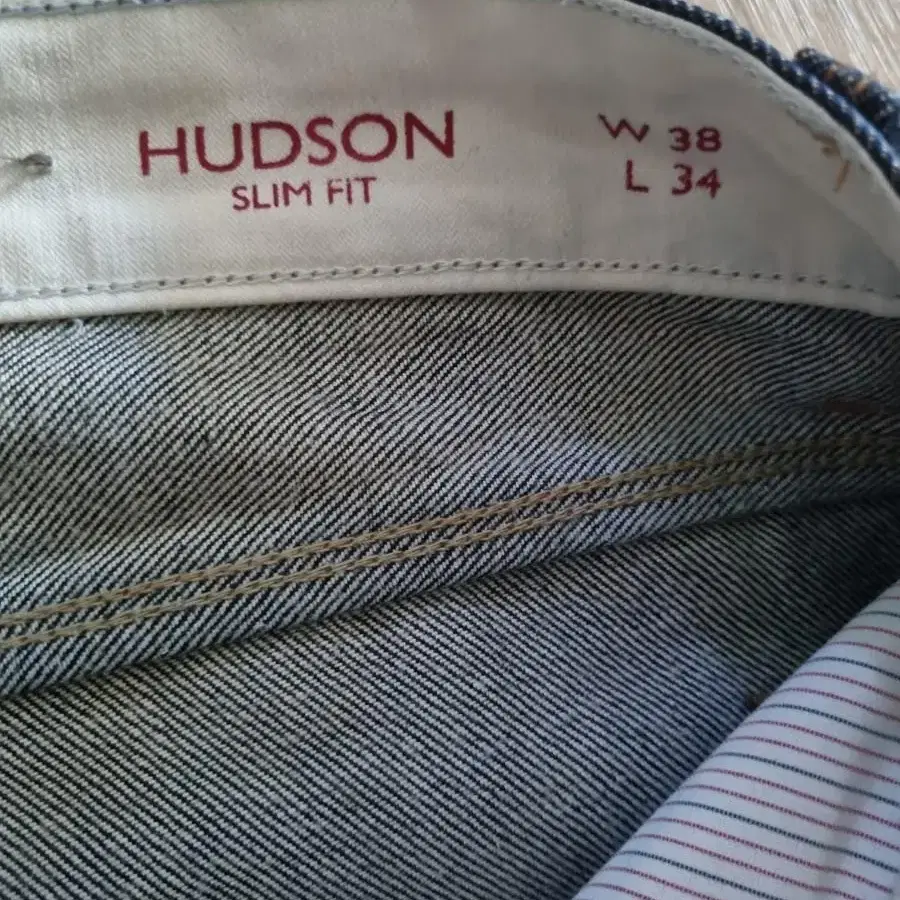 HUDSON
SLIM FIT
W 38
L 34